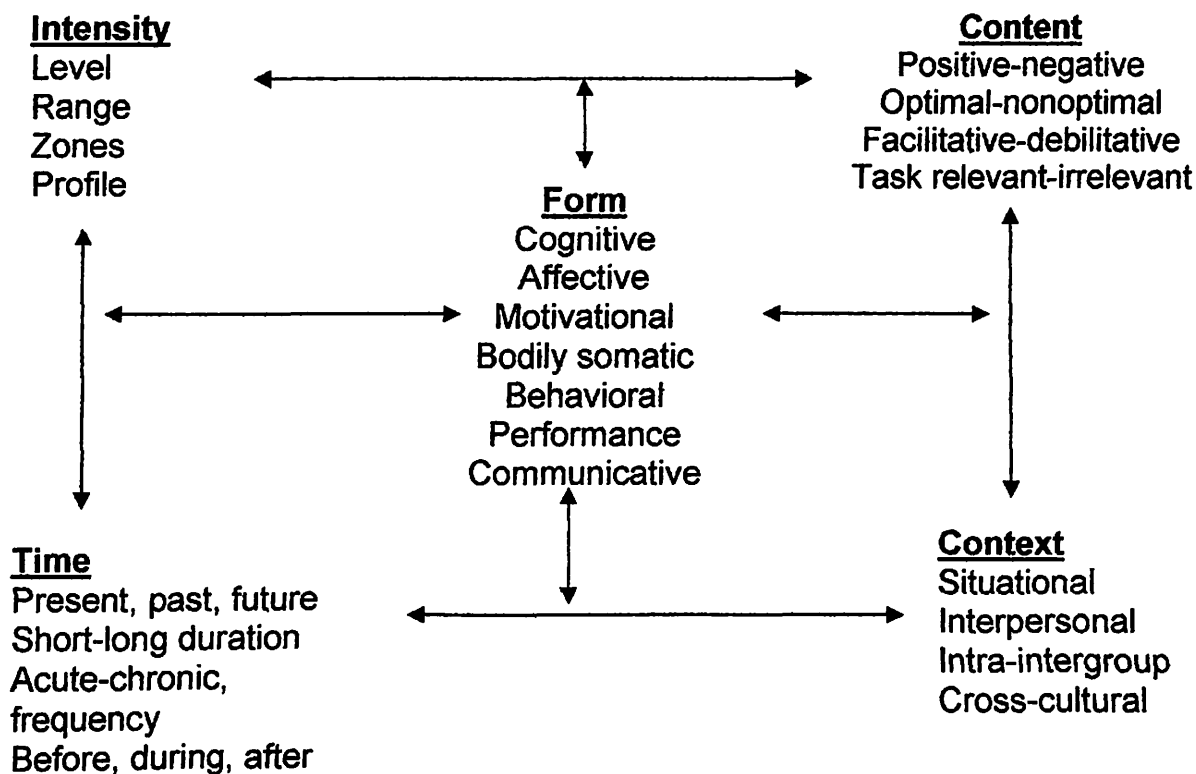 Intensity
Level
Range
Zones
Profile
Content
Positive-negative
Optimal-nonoptimal
Facilitative-debilitative
Task relevant-irrelevant
Form
Cognitive
Affective
Motivational
Bodily somatic
Behavioral
Performance
Communicative
Time
Present, past, future
Short-long duration
Acute-chronic,
frequency
Before, during, after
Context
Situational
Interpersonal
Intra-intergroup
Cross-cultural